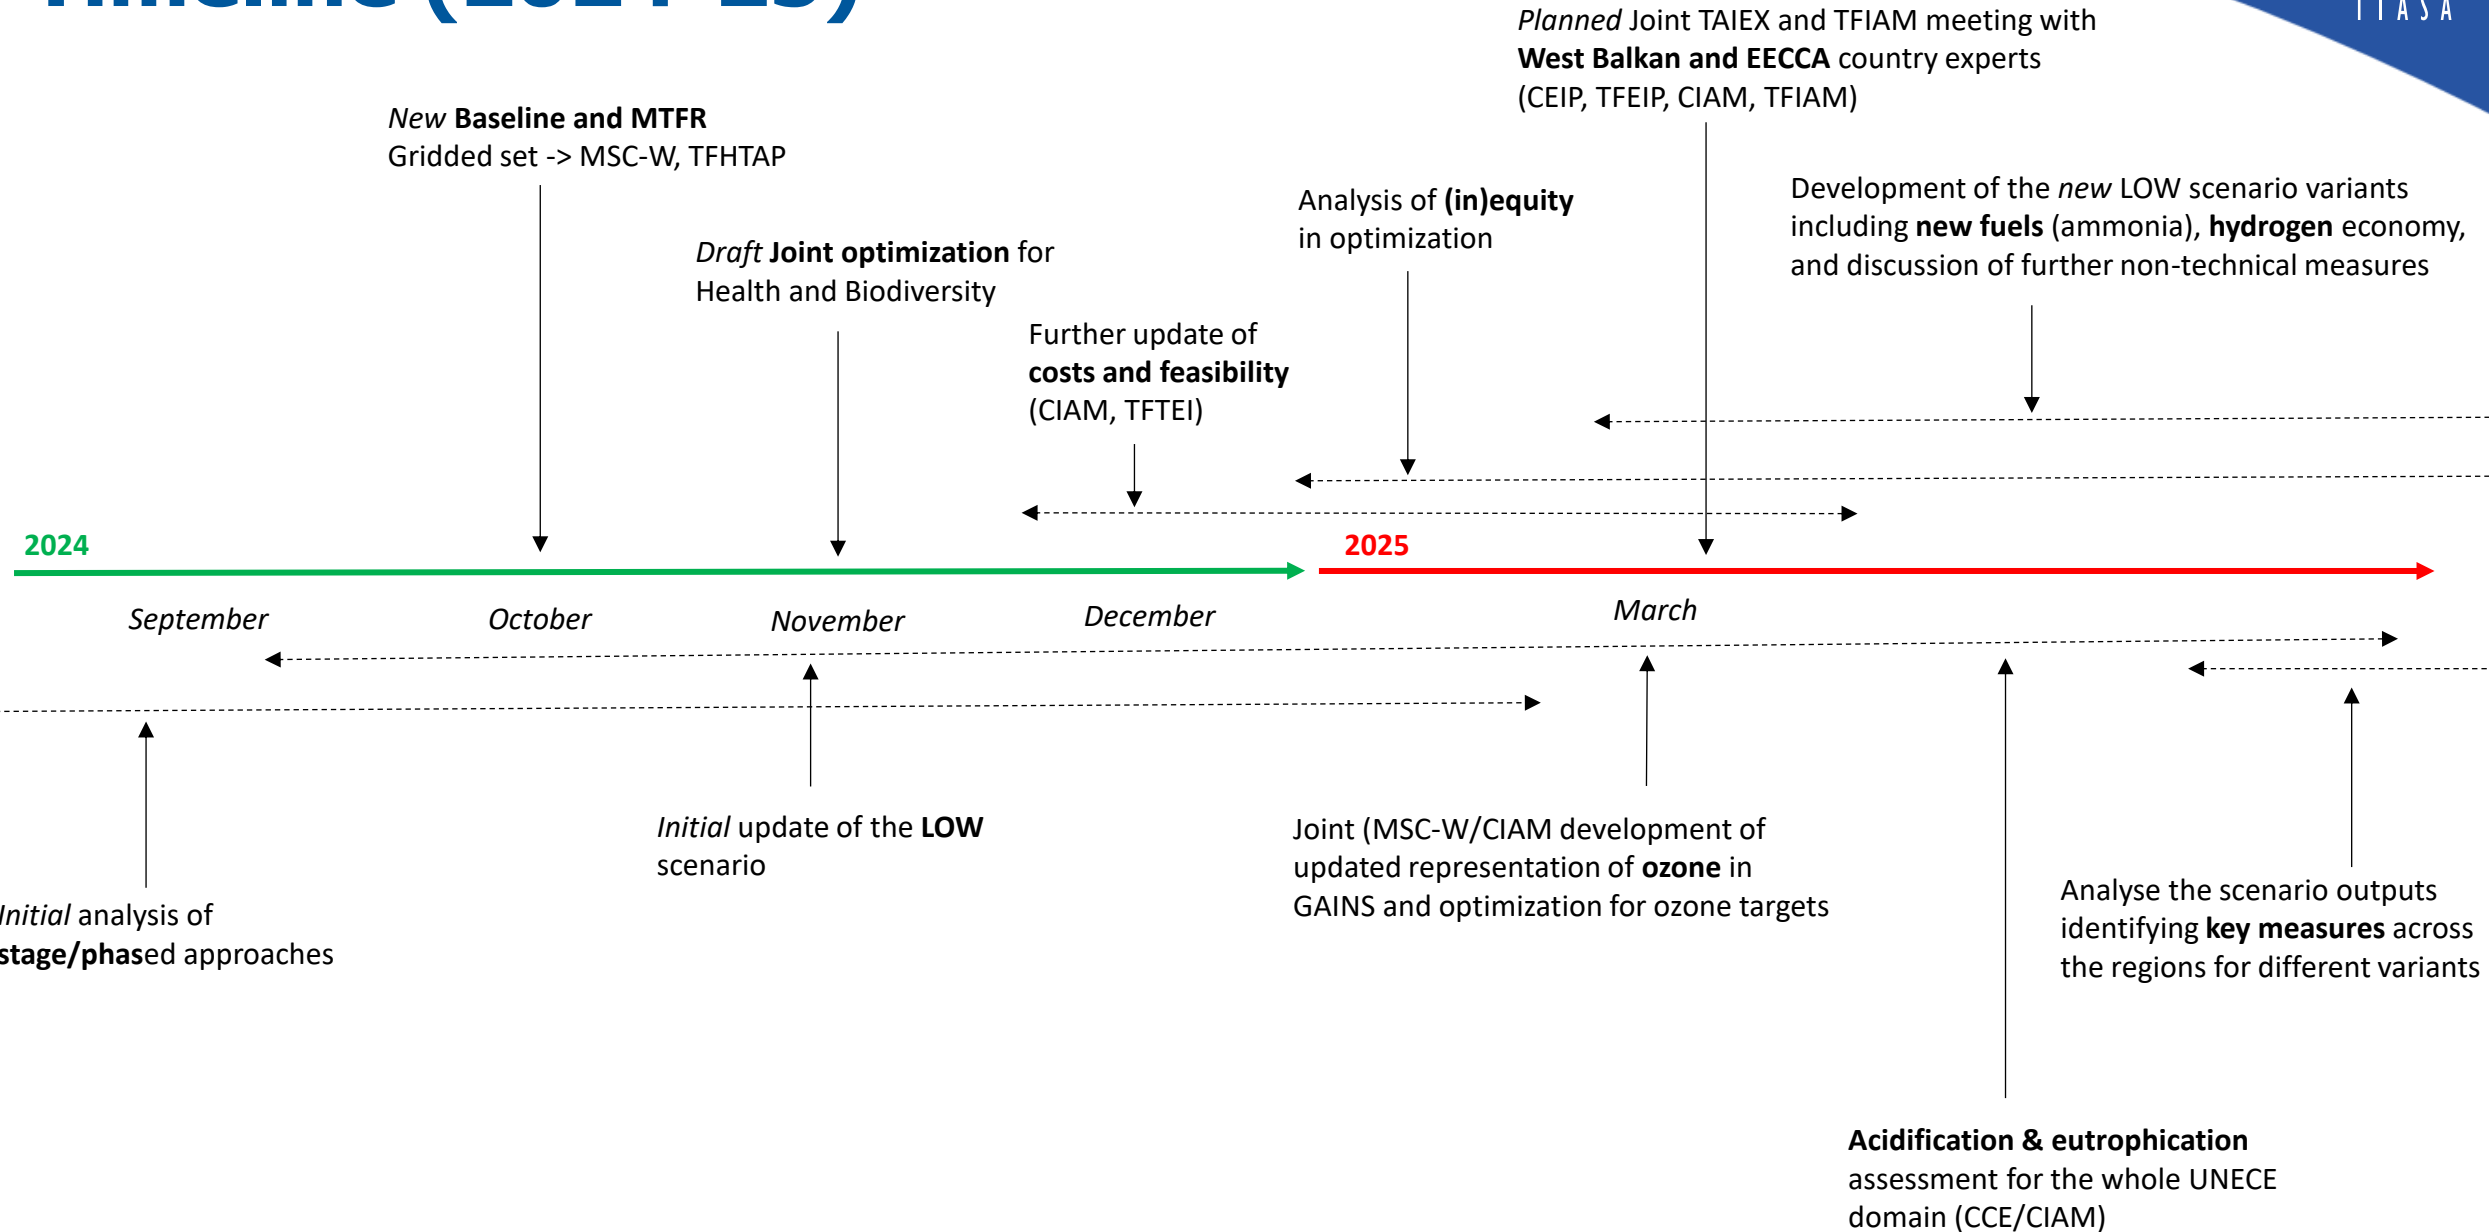 Timeline (2024-25)
IIASA
Planned Joint TAIEX and TFIAM meeting with
West Balkan and EECCA country experts
(CEIP, TFEIP, CIAM, TFIAM)
New Baseline and MTFR
Gridded set -> MSC-W, TFHTAP
Development of the new LOW scenario variants
including new fuels (ammonia), hydrogen economy,
and discussion of further non-technical measures
Analysis of (in)equity
in optimization
Draft Joint optimization for
Health and Biodiversity
Further update of
costs and feasibility
(CIAM, TFTEI)
2024
2025
September
October
November
December
March
Initial update of the LOW
scenario
Joint (MSC-W/CIAM development of
updated representation of ozone in
GAINS and optimization for ozone targets
Initial analysis of
stage/phased approaches
Analyse the scenario outputs
identifying key measures across
the regions for different variants
Acidification & eutrophication
assessment for the whole UNECE
domain (CCE/CIAM)